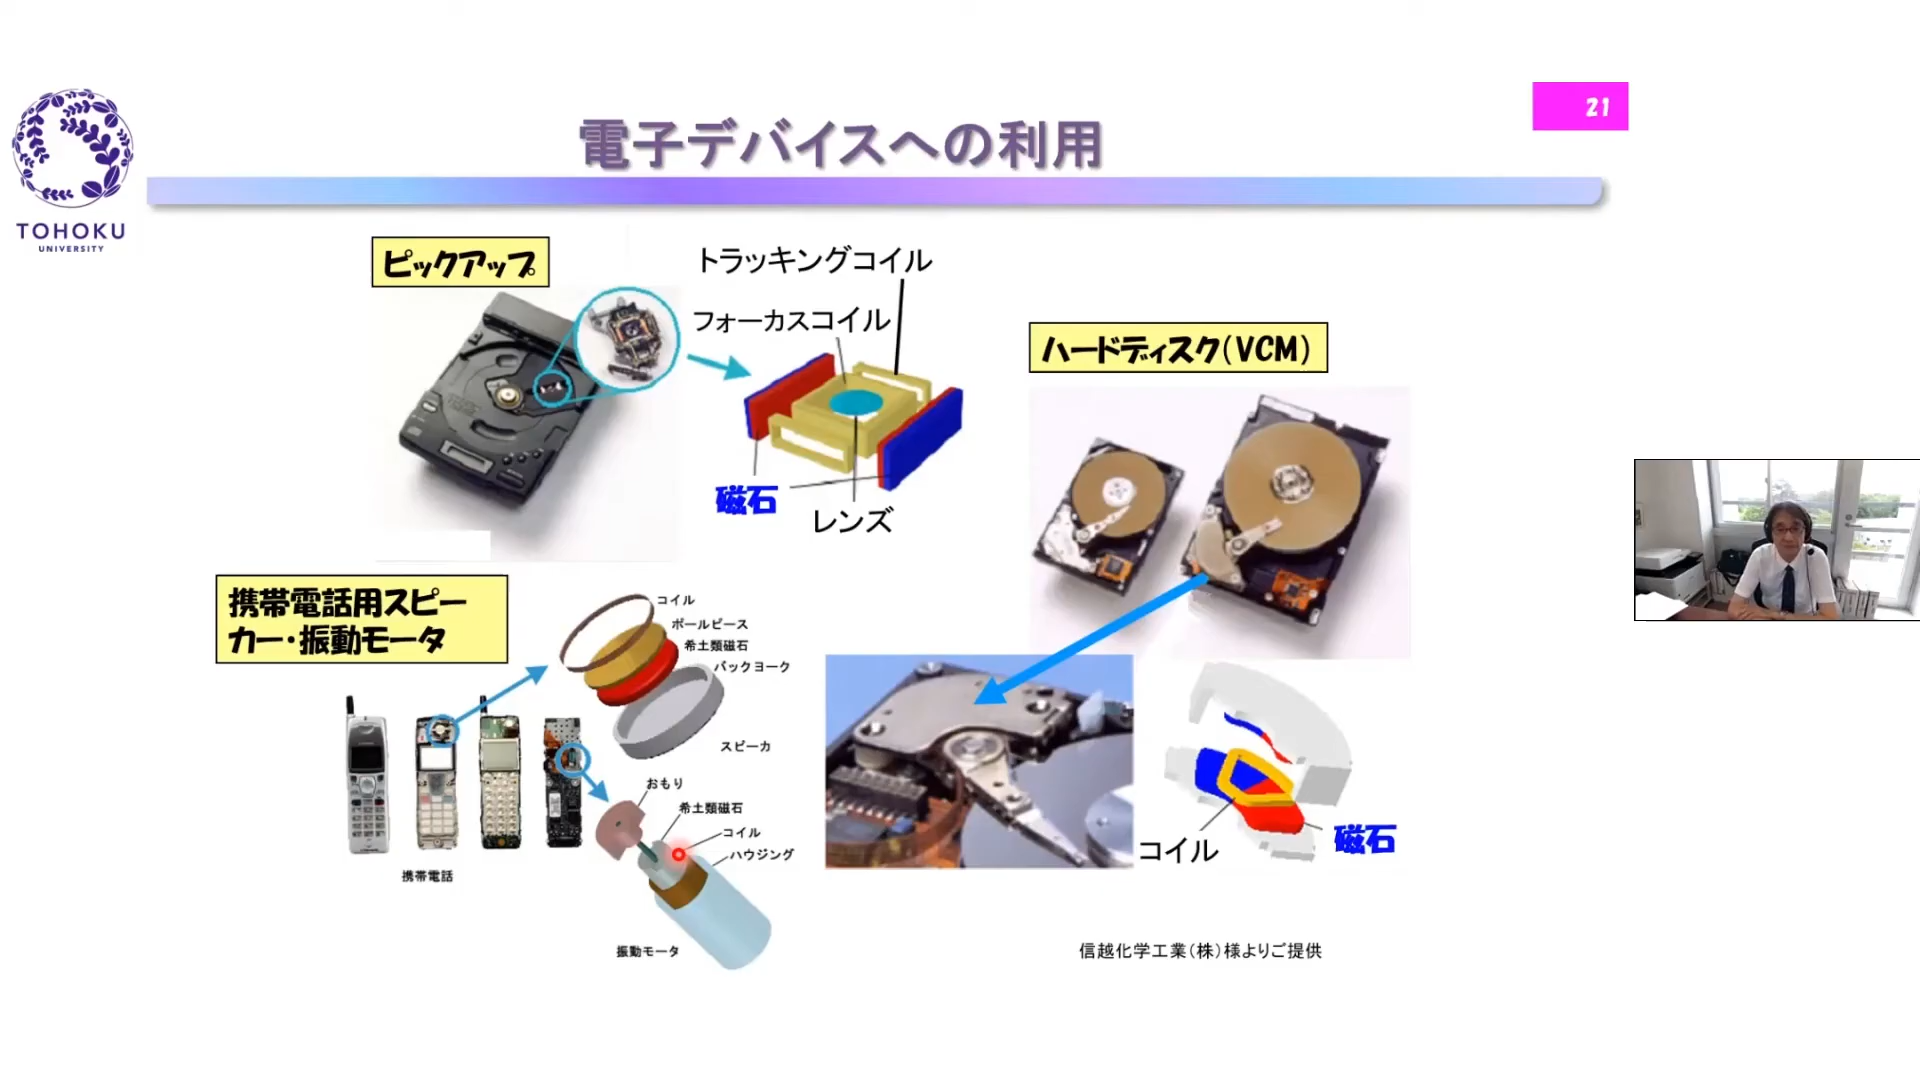 21
電子デバイスへの利用
TOHOKU
UNIVERSITY
ピックアップ
トラッキングコイル
フォーカスコイル
磁石
レンズ
ハードディスク(VCM)
携帯電話用スピー
カー・振動モータ
コイル
ポールピース
希土類磁石
バックヨーク
スピーカ
おもり
希土類磁石
コイル
ハウジング
携帯電話
振動モータ
コイル
磁石
信越化学工業(株)様よりご提供